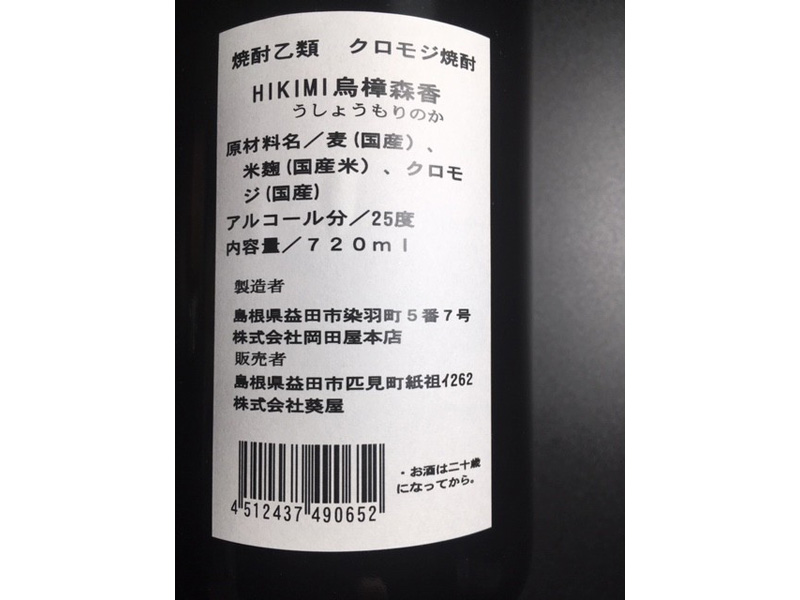 焼酎乙類　クロモジ焼酎
HIKIMI烏樟森香
うしょうもりのか
原材料名／麦(国産）、
米麹(国産米）、クロモ
ジ(国産)
アルコール分／25度
内容量／７２０ｍｌ
製造者
島根県益田市染羽町５番７号
株式会社岡田屋本店
販売者
島根県益田市匹見町紙祖ｲ262
株式会社葵屋
・お酒は二十歳
になってから。
4 512437 490652